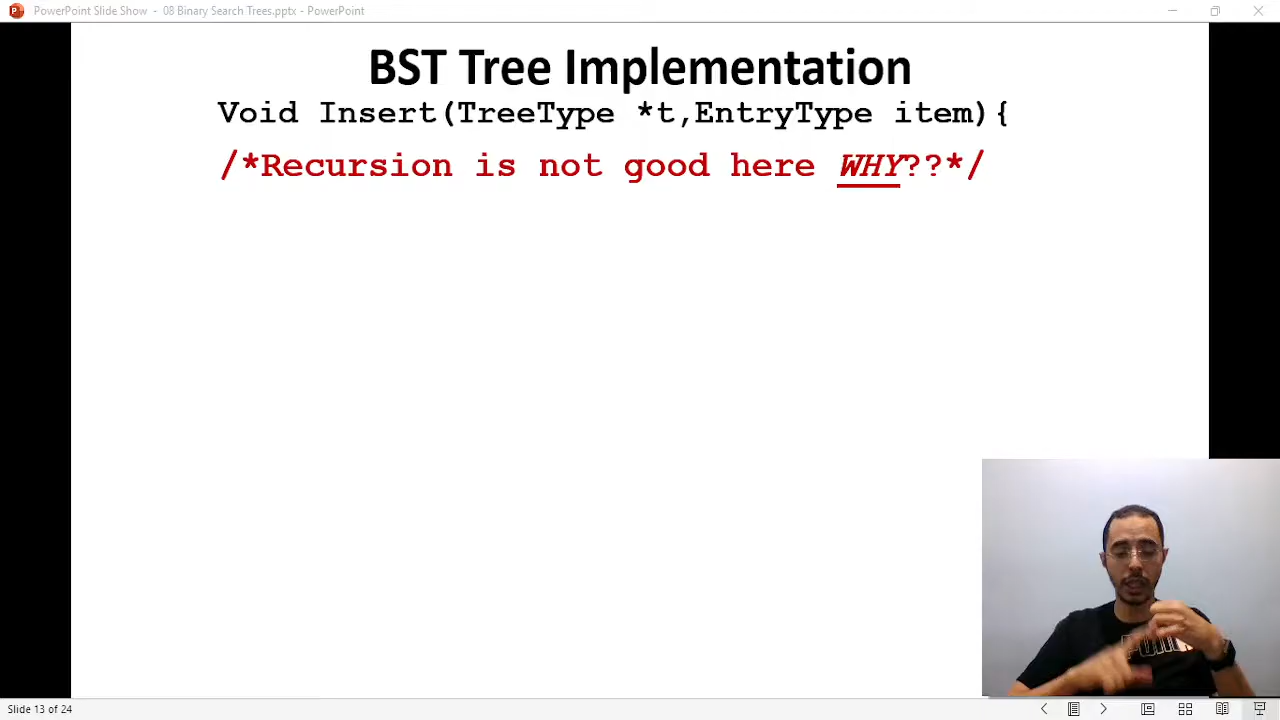 PowerPoint Slide Show - 08 Binary Search Trees.pptx - PowerPoint
BST Tree Implementation
Void Insert(TreeType *t,EntryType item){
/*Recursion is not good here WHY??*/
Slide 13 of 24